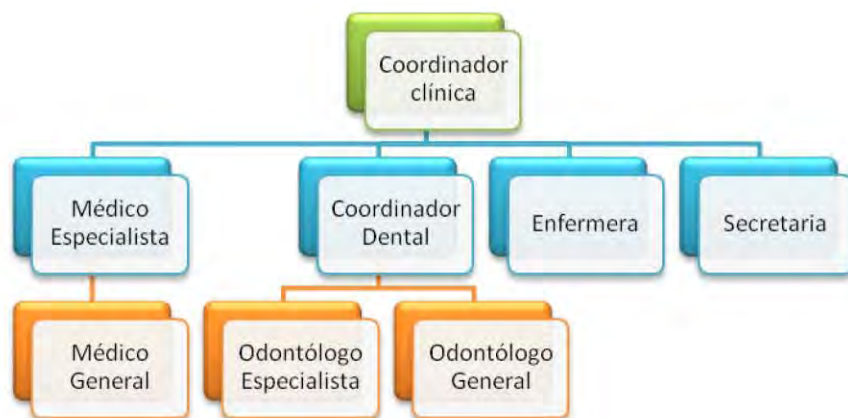 Coordinador
clínica
Médico
Especialista
Coordinador
Dental
Enfermera
Secretaria
Médico
General
Odontólogo
Especialista
Odontólogo
General